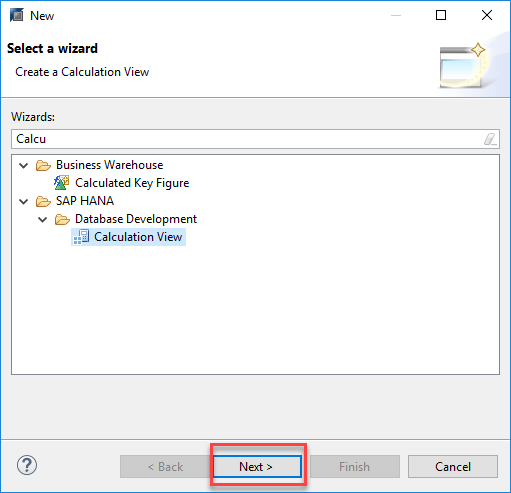 New
Select a wizard
Create a Calculation View
Wizards:
Calcu
Business Warehouse
Calculated Key Figure
SAP HANA
Database Development
Calculation View
?
< Back
Next >
Finish
Cancel